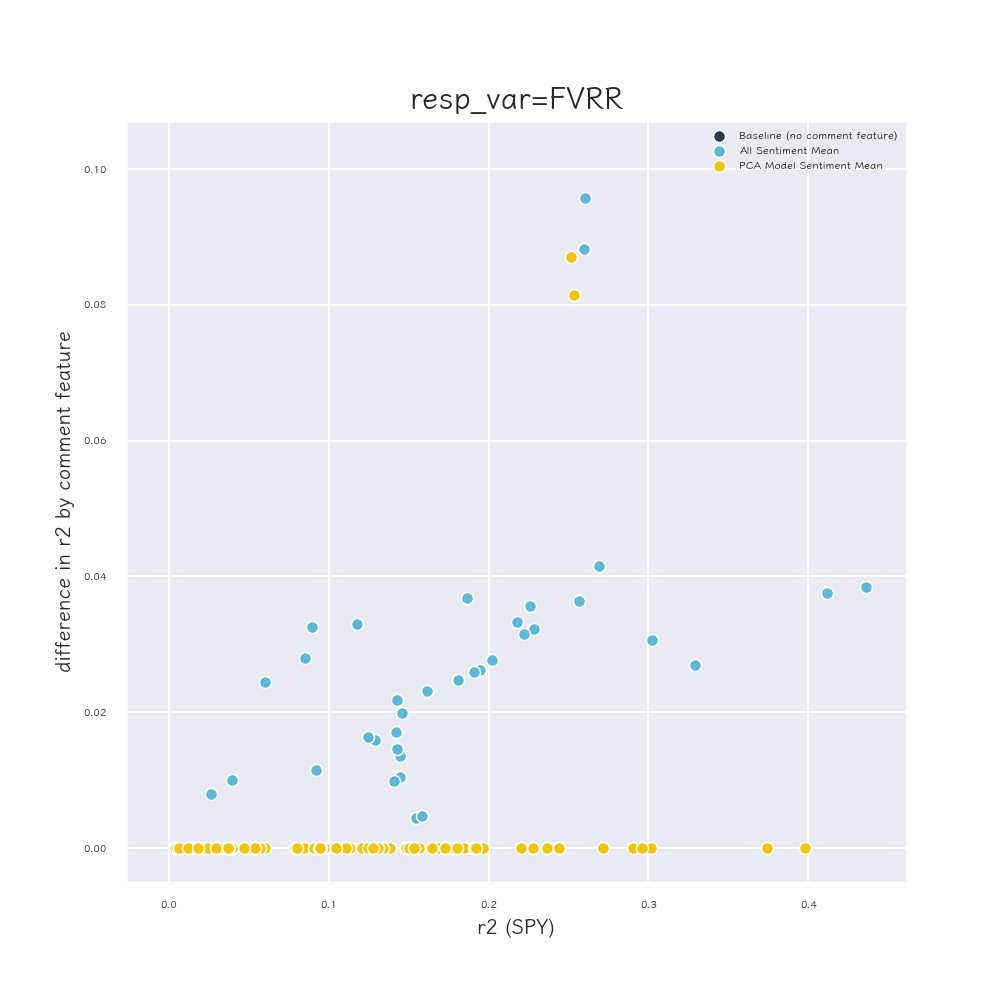 resp_var=FVRR
Baseline (no comment feature)
All Sentiment Mean
PCA Model Sentiment Mean
0.10
0.08
0.06
0.04
0.02
0.00
difference in r2 by comment feature
0.0 0.1 0.2 0.3 0.4
r2 (SPY)